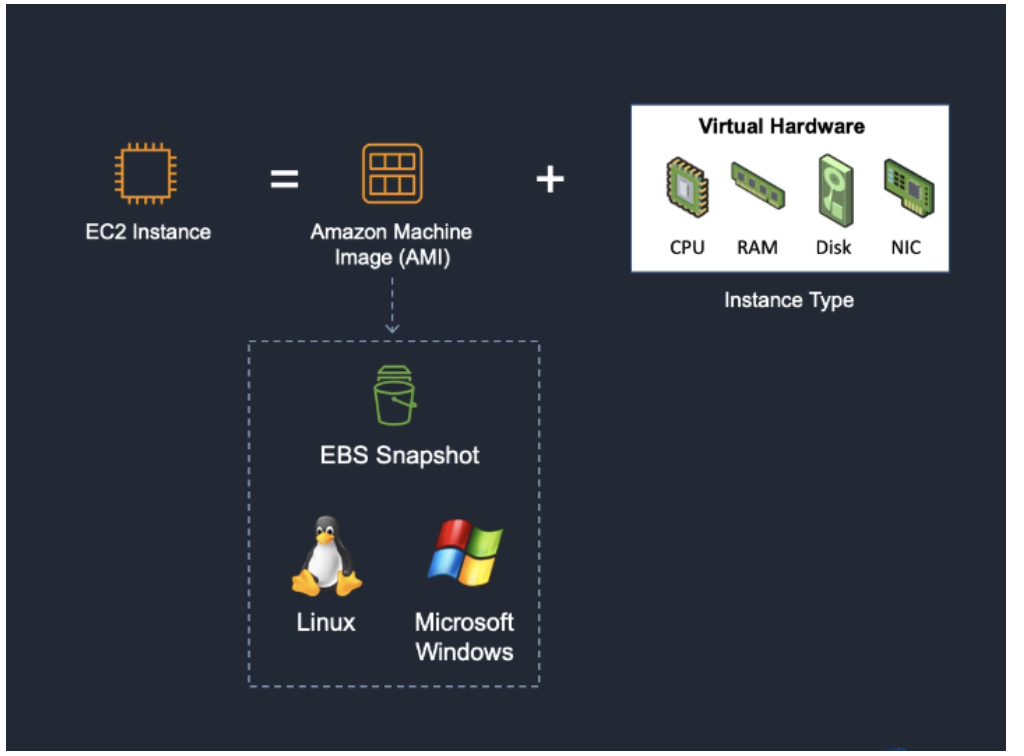 Virtual Hardware
=
+
EC2 Instance
Amazon Machine
Image (AMI)
CPU RAM Disk NIC
Instance Type
EBS Snapshot
Linux
Microsoft
Windows